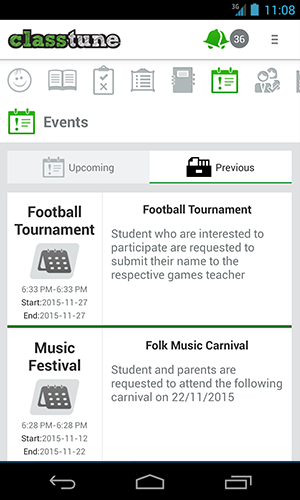 3G 11:08
classtune 36
Events
Upcoming Previous
Football
Tournament
6:33 PM-6:33 PM
Start:2015-11-27
End:2015-11-27
Football Tournament
Student who are interested to
participate are requested to
submit their name to the
respective games teacher
Music
Festival
6:28 PM-6:28 PM
Start:2015-11-12
End:2015-11-22
Folk Music Carnival
Student and parents are
requested to attend the following
carnival on 22/11/2015